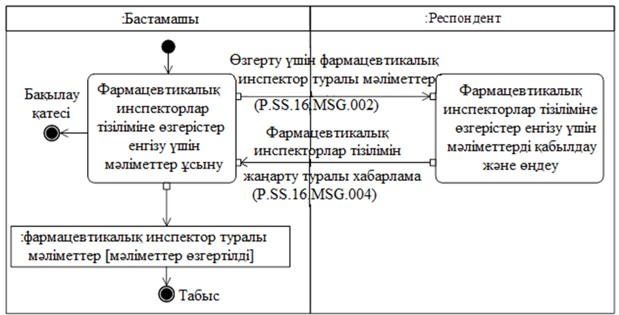 :Бастамашы
:Респондент
Өзгерту үшін фармацевтикалық
инспектор туралы мәліметтер
(P.SS.16.MSG.002)
Бақылау
қатесі
Фармацевтикалық
инспекторлар
тізіліміне өзгерістер
енгізу үшін
мәліметтер ұсыну
Фармацевтикалық
инспекторлар тізілімін
жаңарту туралы хабарлама
(P.SS.16.MSG.004)
Фармацевтикалық
инспекторлар тізіліміне
өзгерістер енгізу үшін
мәліметтерді қабылдау
және өңдеу
:фармацевтикалық инспектор туралы
мәліметтер [мәліметтер өзгертілді]
Табыс